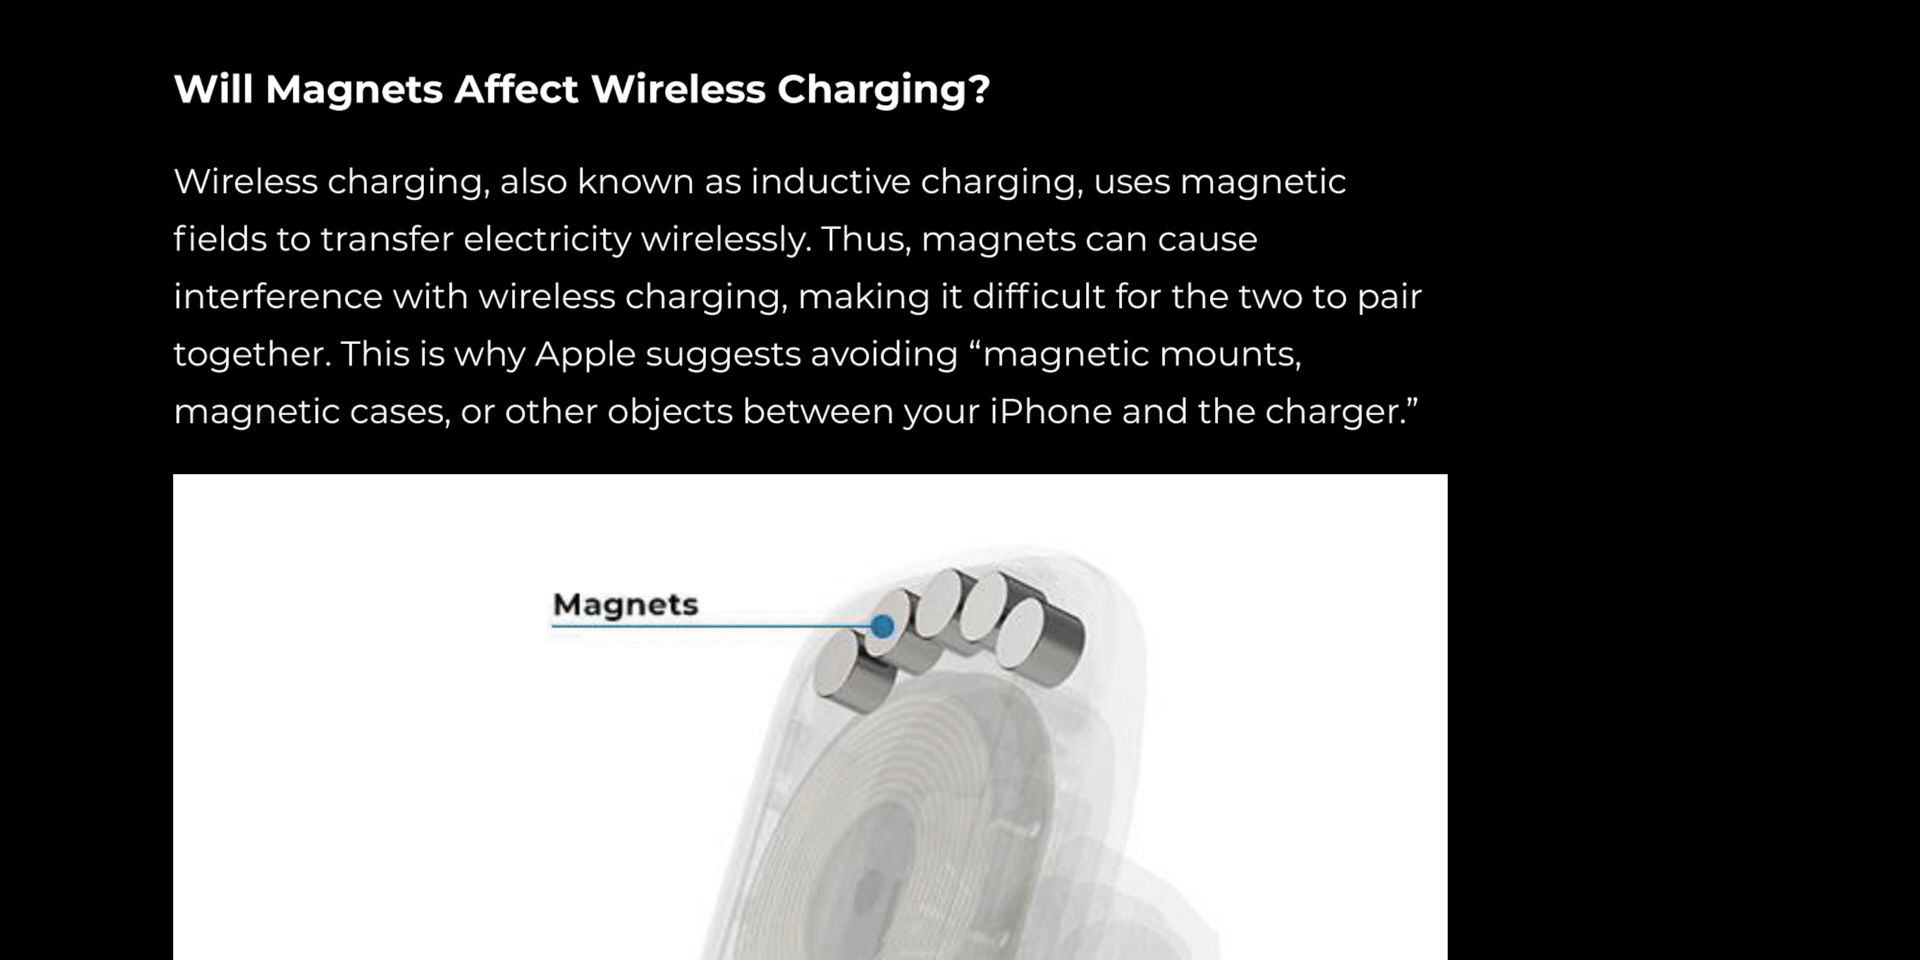 Will Magnets Affect Wireless Charging?
Wireless charging, also known as inductive charging, uses magnetic
fields to transfer electricity wirelessly. Thus, magnets can cause
interference with wireless charging, making it difficult for the two to pair
together. This is why Apple suggests avoiding “magnetic mounts,
magnetic cases, or other objects between your iPhone and the charger.”
Magnets